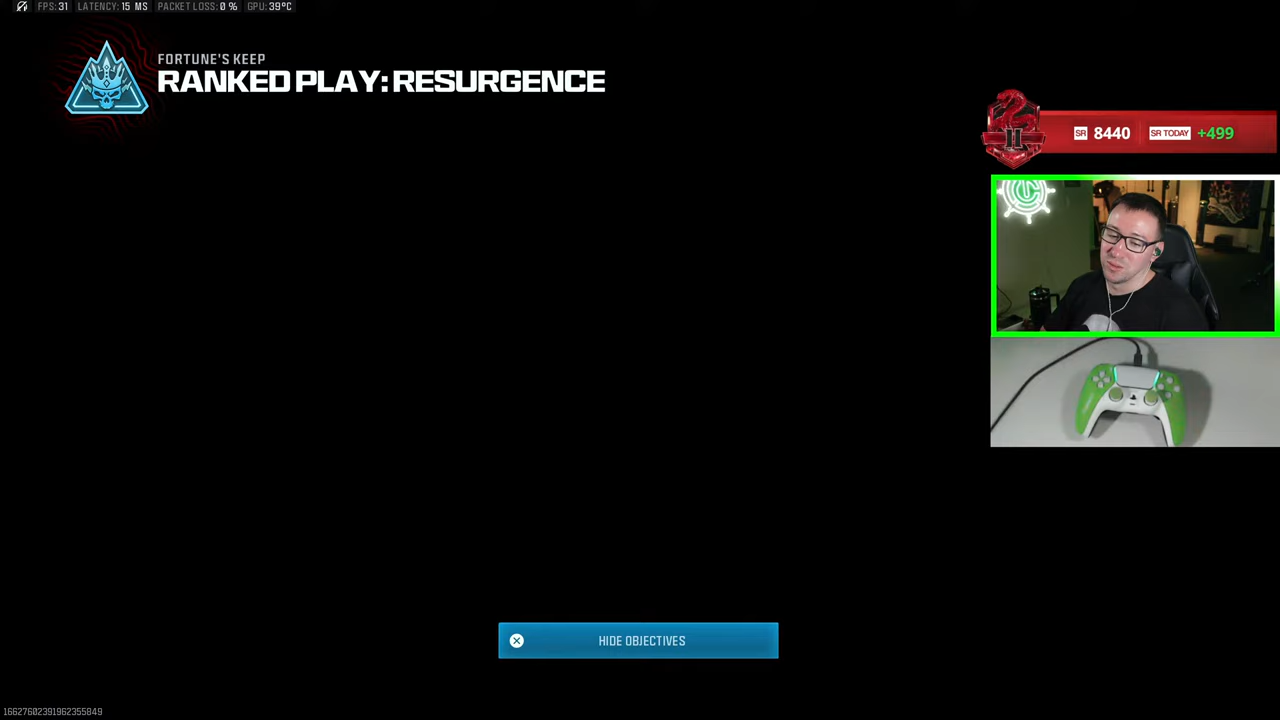 FPS: 31 LATENCY: 15 MS PACKET LOSS: 0 % GPU: 39°C
FORTUNE'S KEEP
RANKED PLAY: RESURGENCE
II SR 8440 SR TODAY +499
HIDE OBJECTIVES
16627602391962355849